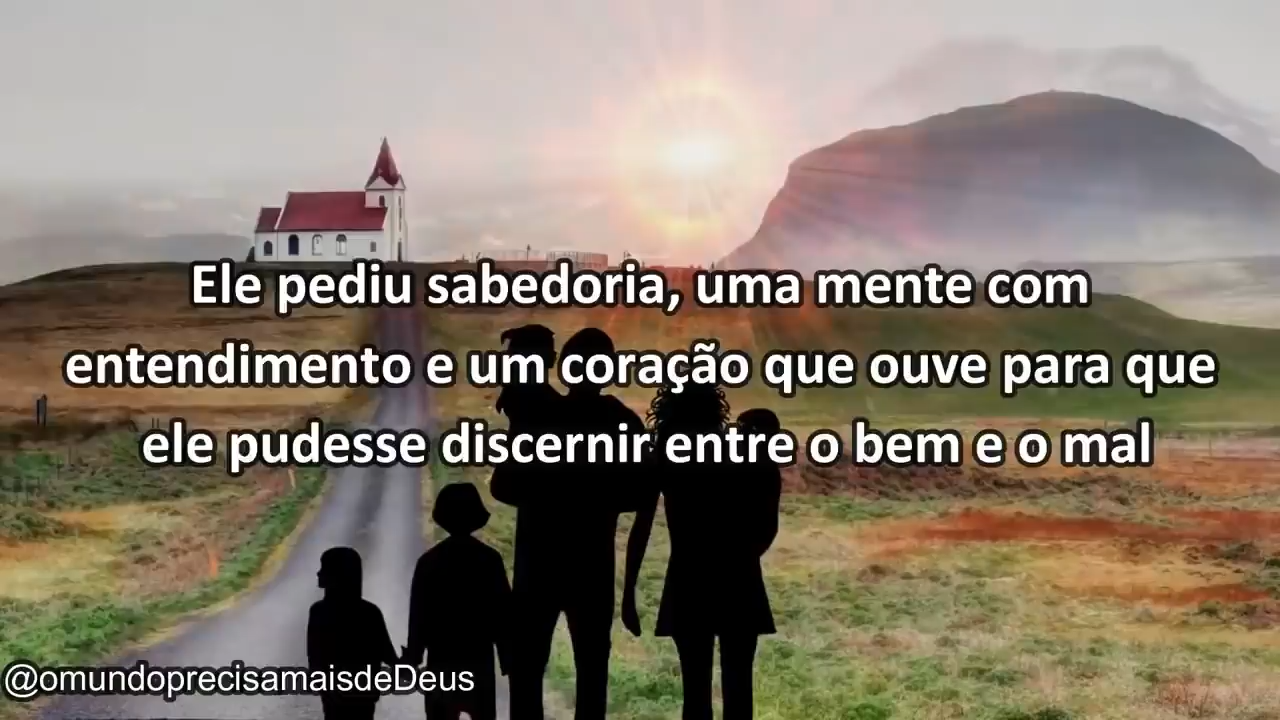 Ele pediu sabedoria, uma mente com
entendimento e um coração que ouve para que
ele pudesse discernir entre o bem e o mal
@omundoprecisamaisdeDeus